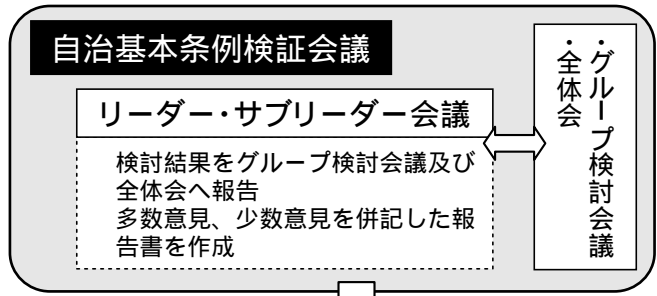 自治基本条例検証会議
リーダー・サブリーダー会議
検討結果をグループ検討会議及び
全体会へ報告
多数意見、少数意見を併記した報
告書を作成
・グループ検討会議
・全体会